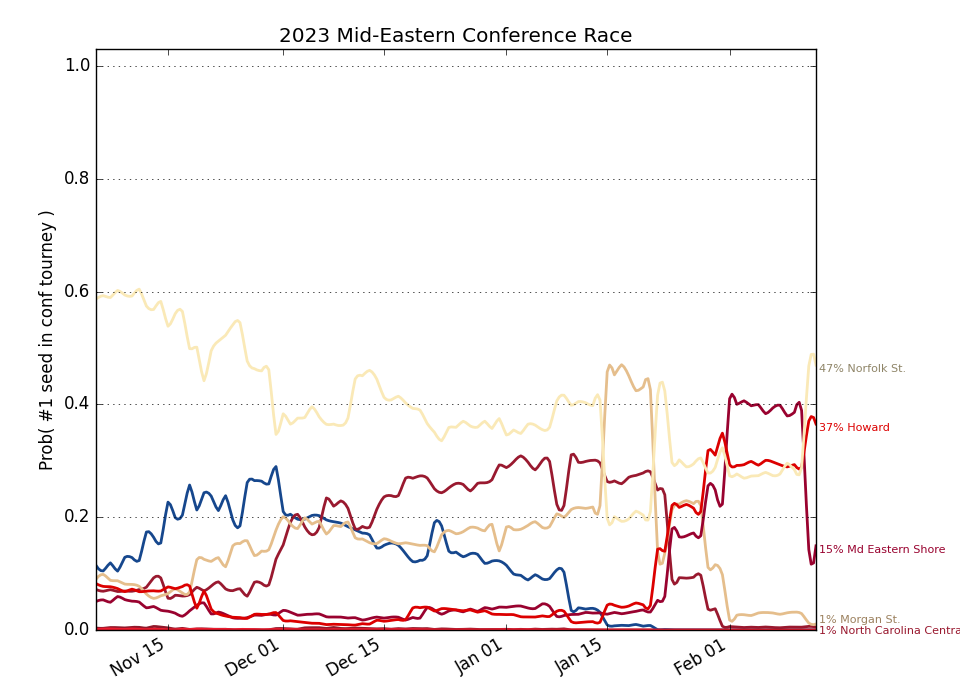 2023 Mid-Eastern Conference Race
Prob( #1 seed in conf tourney )
1.0
0.8
0.6
0.4
0.2
0.0
Nov 15
Dec 01
Dec 15
Jan 01
Jan 15
Feb 01
47% Norfolk St.
37% Howard
15% Md Eastern Shore
1% Morgan St.
1% North Carolina Centra